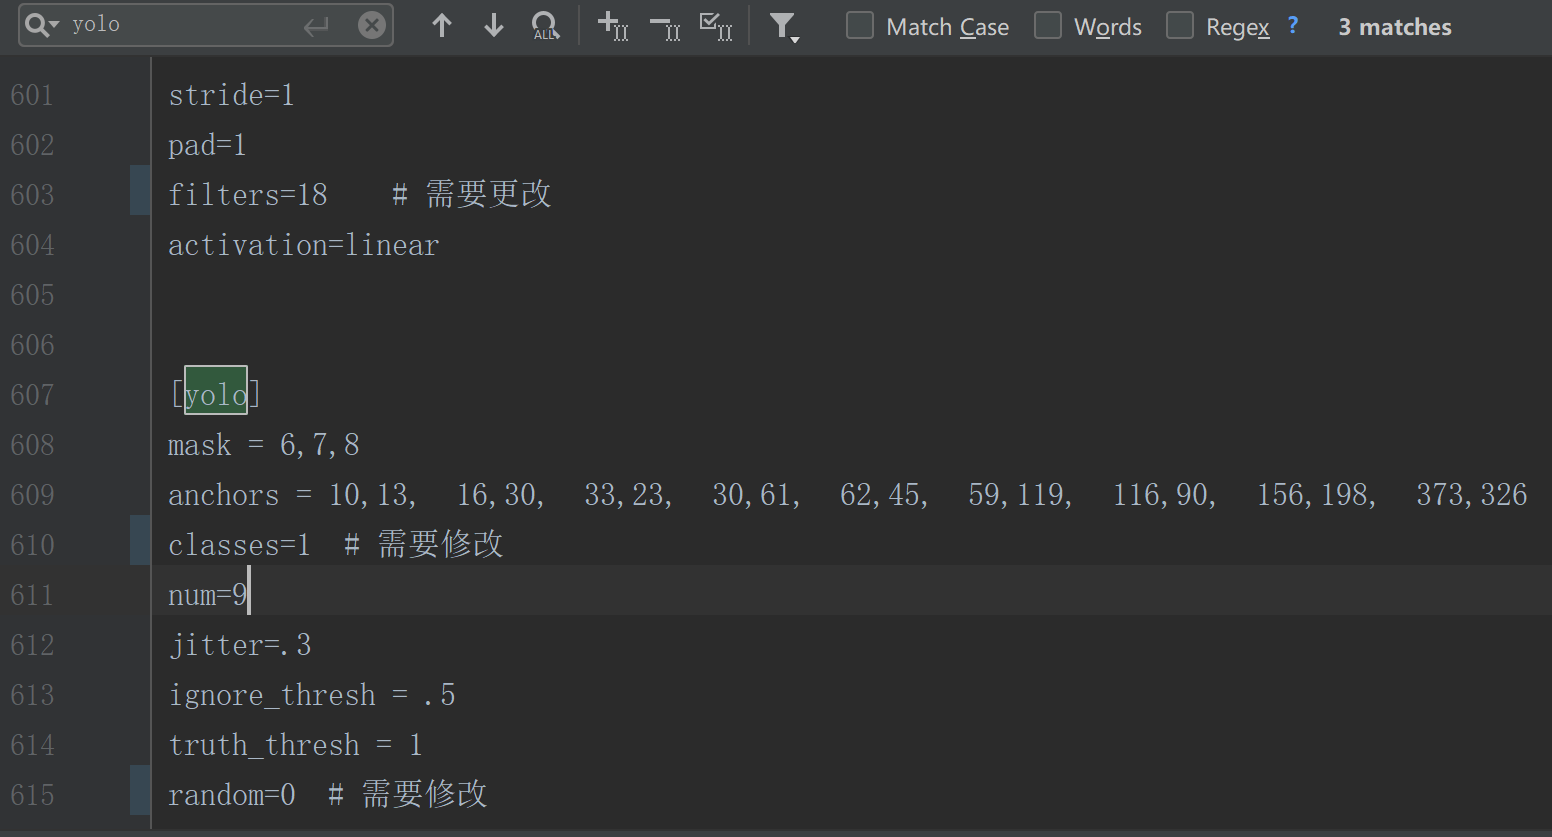 yolo
ALL
Match Case
Words
Regex
?
3 matches
601 stride=1
602 pad=1
603 filters=18 # 需要更改
604 activation=linear
605
606
607 [yolo]
608 mask = 6,7,8
609 anchors = 10,13, 16,30, 33,23, 30,61, 62,45, 59,119, 116,90, 156,198, 373,326
610 classes=1 # 需要修改
611 num=9
612 jitter=.3
613 ignore_thresh = .5
614 truth_thresh = 1
615 random=0 # 需要修改